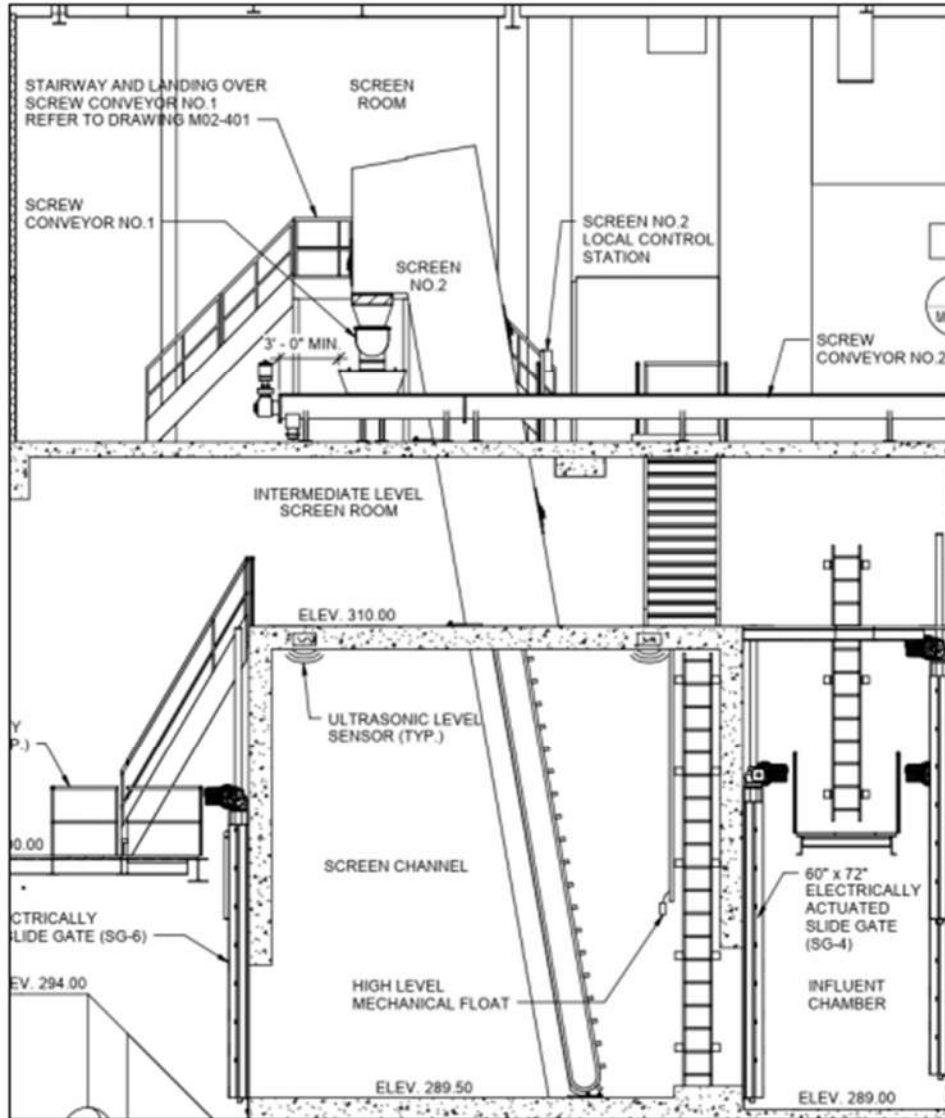 STAIRWAY AND LANDING OVER
SCREW CONVEYOR NO.1
REFER TO DRAWING M02-401
SCREEN
ROOM
SCREW
CONVEYOR NO.1
SCREEN
NO.2
SCREEN NO.2
LOCAL CONTROL
STATION
3' - 0" MIN.
SCREW
CONVEYOR NO.2
INTERMEDIATE LEVEL
SCREEN ROOM
ELEV. 310.00
ULTRASONIC LEVEL
SENSOR (TYP.)
SCREEN CHANNEL
60" x 72"
ELECTRICALLY
ACTUATED
SLIDE GATE
(SG-4)
CTRICALLY
SLIDE GATE (SG-6)
EV. 294.00
HIGH LEVEL
MECHANICAL FLOAT
INFLUENT
CHAMBER
ELEV. 289.50
ELEV. 289.00